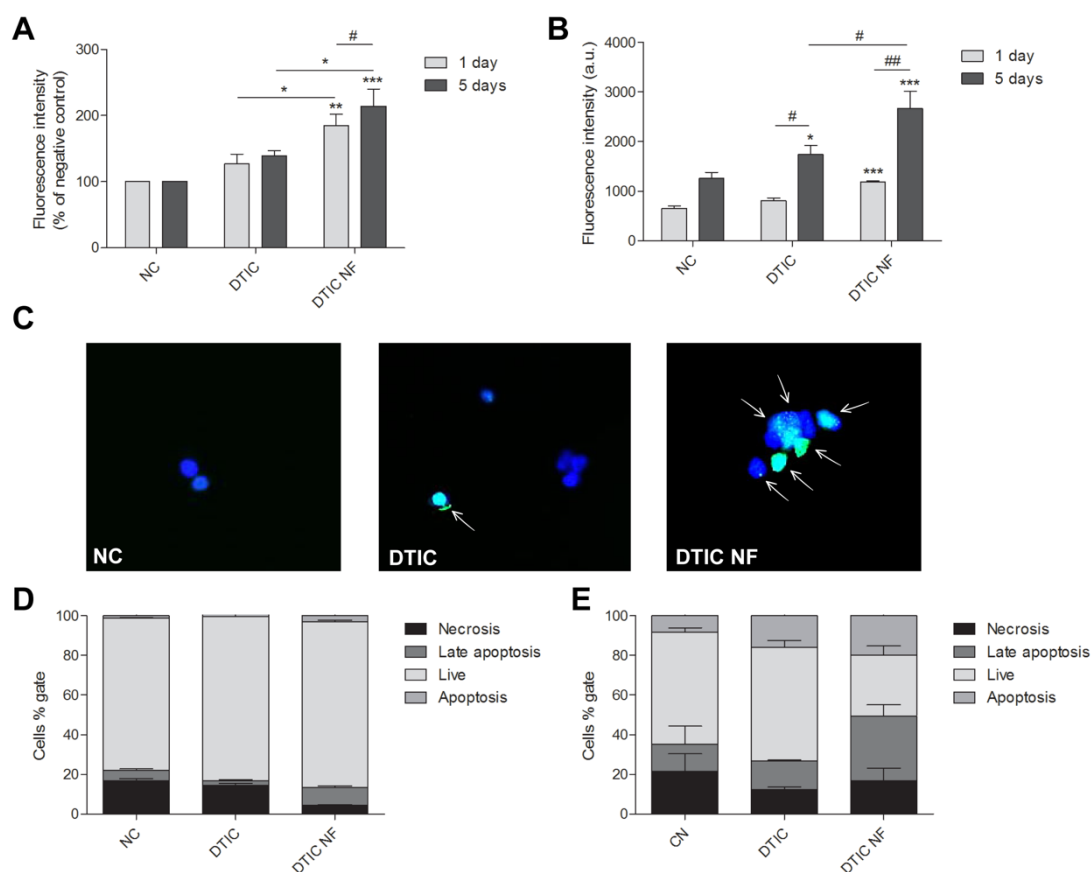 A
Fluorescence intensity
(% of negative control)
300
200
100
0
NC
DTIC
DTIC NF
*
*
#
**
***
1 day
5 days
B
Fluorescence intensity (a.u.)
4000
3000
2000
1000
0
NC
DTIC
DTIC NF
#
*
#
##
***
***
1 day
5 days
C
NC
DTIC
DTIC NF
D
Cells % gate
100
80
60
40
20
0
NC
DTIC
DTIC NF
Necrosis
Late apoptosis
Live
Apoptosis
E
Cells % gate
100
80
60
40
20
0
CN
DTIC
DTIC NF
Necrosis
Late apoptosis
Live
Apoptosis